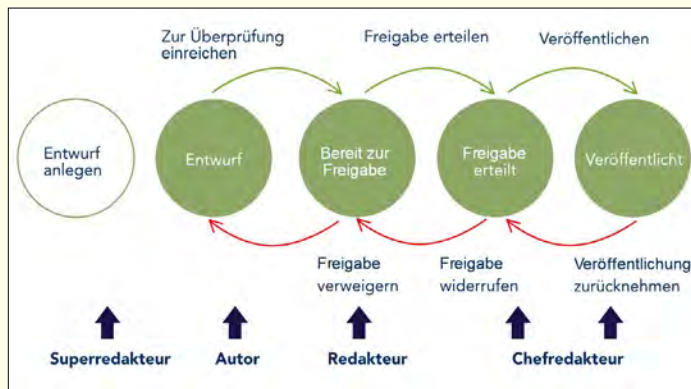 Zur Überprüfung
einreichen
Freigabe erteilen
Veröffentlichen
Entwurf
anlegen
Entwurf
Bereit zur
Freigabe
Freigabe
erteilt
Veröffentlicht
Freigabe
verweigern
Freigabe
widerrufen
Veröffentlichung
zurücknehmen
Superredakteur
Autor
Redakteur
Chefredakteur